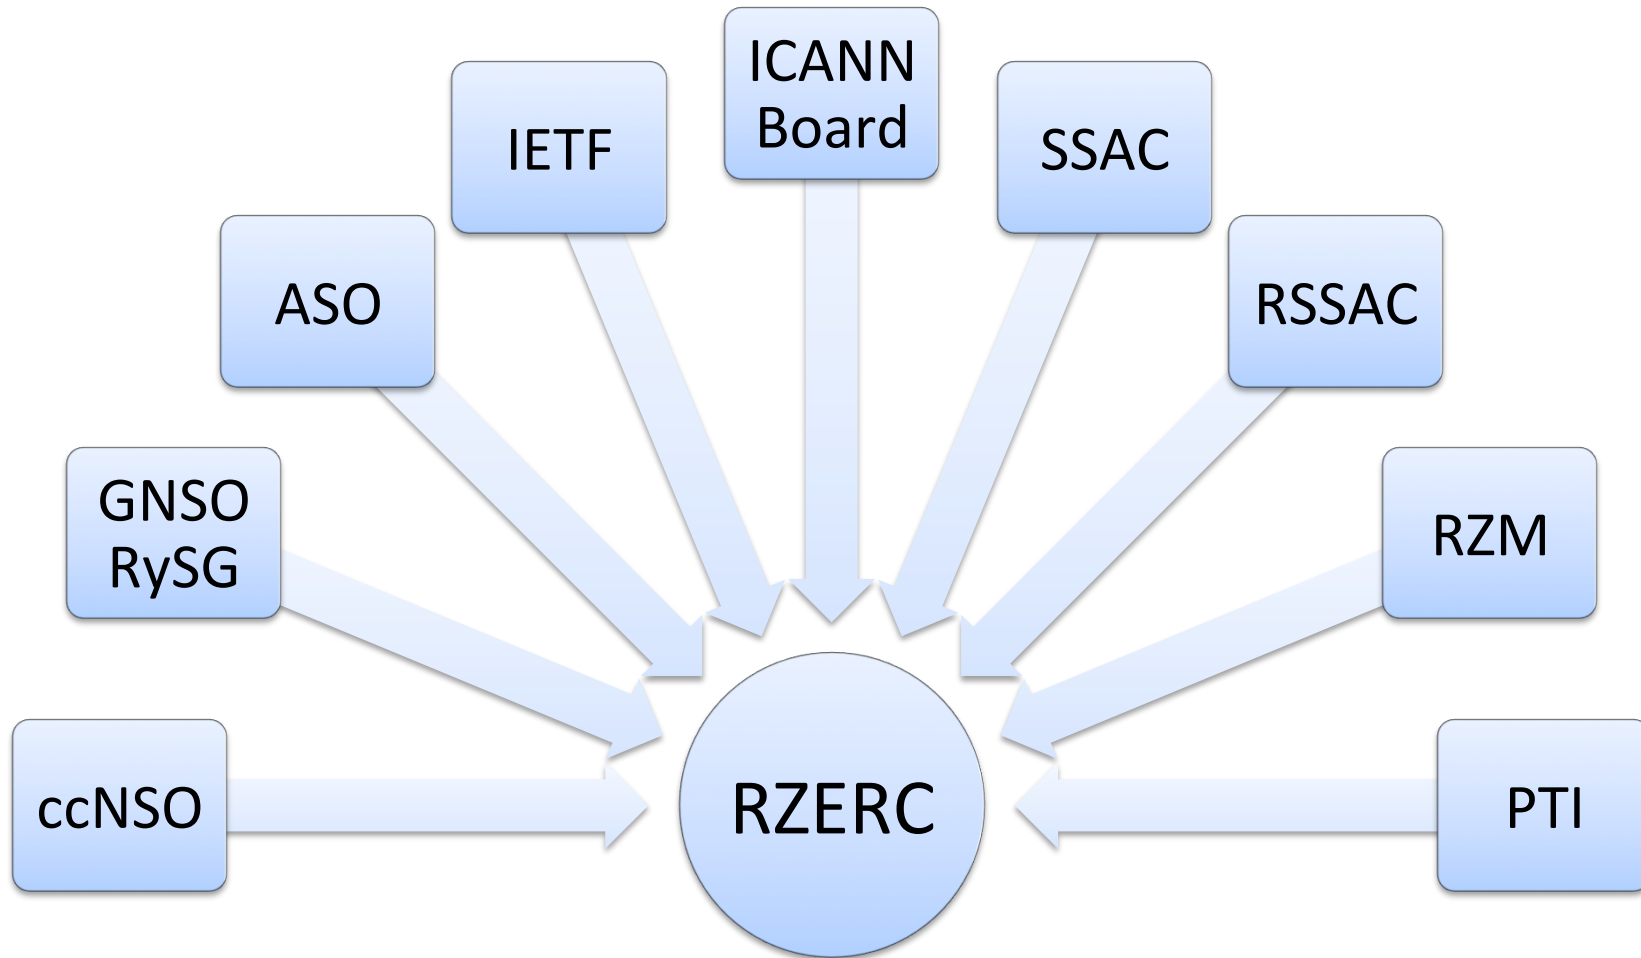 ICANN
Board
IETF
SSAC
ASO
RSSAC
GNSO
RySG
RZM
ccNSO
RZERC
PTI